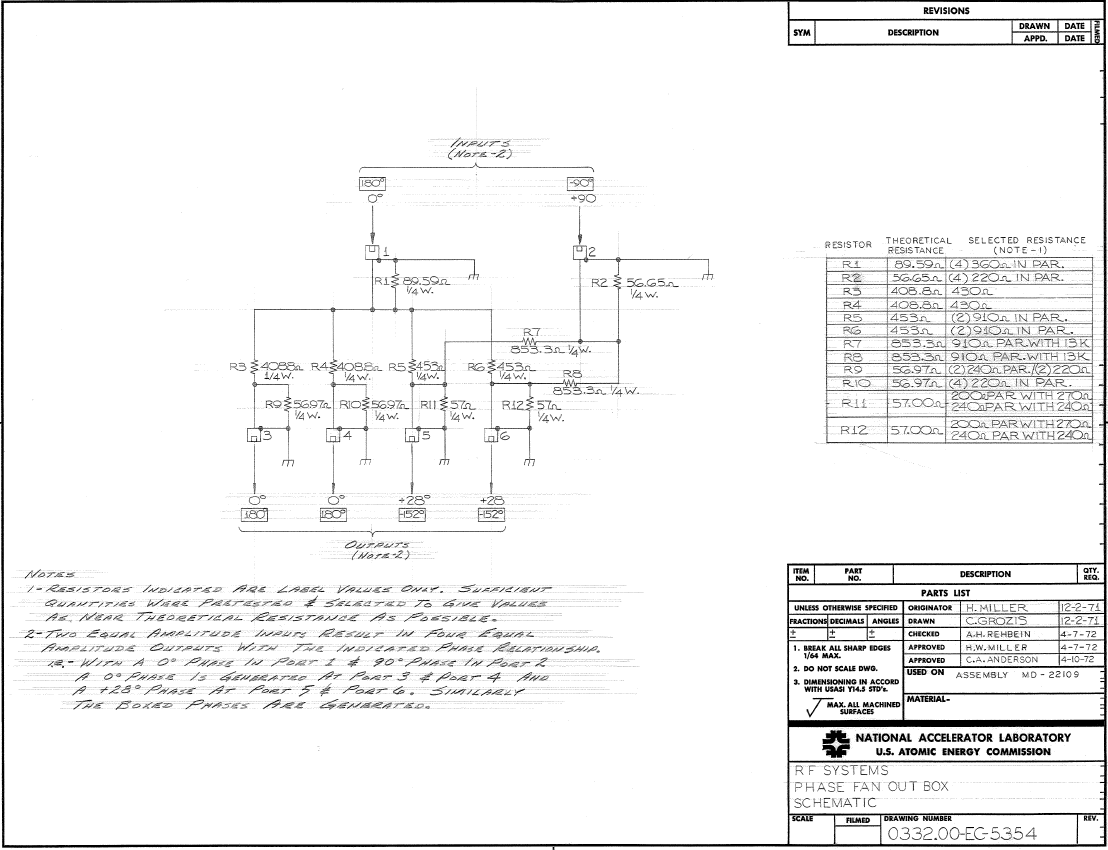 REVISIONS
SYM DESCRIPTION DRAWN DATE FILMED
APPD. DATE
INPUTS
(NOTE-2)
180° -90°
0° +90
1 2
R1 89.59Ω
1/4 W.
R2 56.65Ω
1/4 W.
R7
853.3Ω 1/4W.
R3 408.8Ω
1/4 W.
R4 408.8Ω
1/4W.
R5 453Ω
1/4W.
R6 453Ω
1/4W.
R8
853.3Ω 1/4W.
R9 56.97Ω
1/4W.
R10 56.97Ω
1/4W.
R11 57Ω
1/4W.
R12 57Ω
1/4W.
3 4 5 6
0° 0° +28° +28
180° 180° -152° -152°
OUTPUTS
(NOTE-2)
RESISTOR THEORETICAL RESISTANCE SELECTED RESISTANCE (NOTE-1)
R1 89.59Ω (4) 360Ω IN PAR.
R2 56.65Ω (4) 220Ω IN PAR.
R3 408.8Ω 430Ω
R4 408.8Ω 430Ω
R5 453Ω (2) 910Ω IN PAR.
R6 453Ω (2) 910Ω IN PAR.
R7 853.3Ω 910Ω PAR. WITH 13K
R8 853.3Ω 910Ω PAR. WITH 13K
R9 56.97Ω (2) 240Ω PAR./(2) 220Ω
R10 56.97Ω (4) 220Ω IN PAR.
R11 57.00Ω 200Ω PAR WITH 270Ω
240Ω PAR WITH 240Ω
R12 57.00Ω 200Ω PAR WITH 270Ω
240Ω PAR WITH 240Ω
NOTES
1-RESISTORS INDICATED ARE LABEL VALUES ONLY. SUFFICIENT
QUANTITIES WERE PRETESTED & SELECTED TO GIVE VALUES
AS NEAR THEORETICAL RESISTANCE AS POSSIBLE.
2-TWO EQUAL AMPLITUDE INPUTS RESULT IN FOUR EQUAL
AMPLITUDE OUTPUTS WITH THE INDICATED PHASE RELATIONSHIP.
ie,- WITH A 0° PHASE IN PORT 1 & 90° PHASE IN PORT 2
A 0° PHASE IS GENERATED AT PORT 3 & PORT 4 AND
A +28° PHASE AT PORT 5 & PORT 6. SIMILARLY
THE BOXED PHASES ARE GENERATED.
ITEM NO. PART NO. DESCRIPTION QTY. REQ.
PARTS LIST
UNLESS OTHERWISE SPECIFIED
FRACTIONS DECIMALS ANGLES
± ± ±
1. BREAK ALL SHARP EDGES
1/64 MAX.
2. DO NOT SCALE DWG.
3. DIMENSIONING IN ACCORD
WITH USASI Y14.5 STD's.
MAX. ALL MACHINED
SURFACES
ORIGINATOR H. MILLER 12-2-71
DRAWN C. GROZIS 12-2-71
CHECKED A.H. REHBEIN 4-7-72
APPROVED H.W. MILLER 4-7-72
APPROVED C.A. ANDERSON 4-10-72
USED ON ASSEMBLY MD-22109
MATERIAL-
NATIONAL ACCELERATOR LABORATORY
U.S. ATOMIC ENERGY COMMISSION
RF SYSTEMS
PHASE FAN OUT BOX
SCHEMATIC
SCALE FILMED DRAWING NUMBER REV.
0332.00-EC-5354